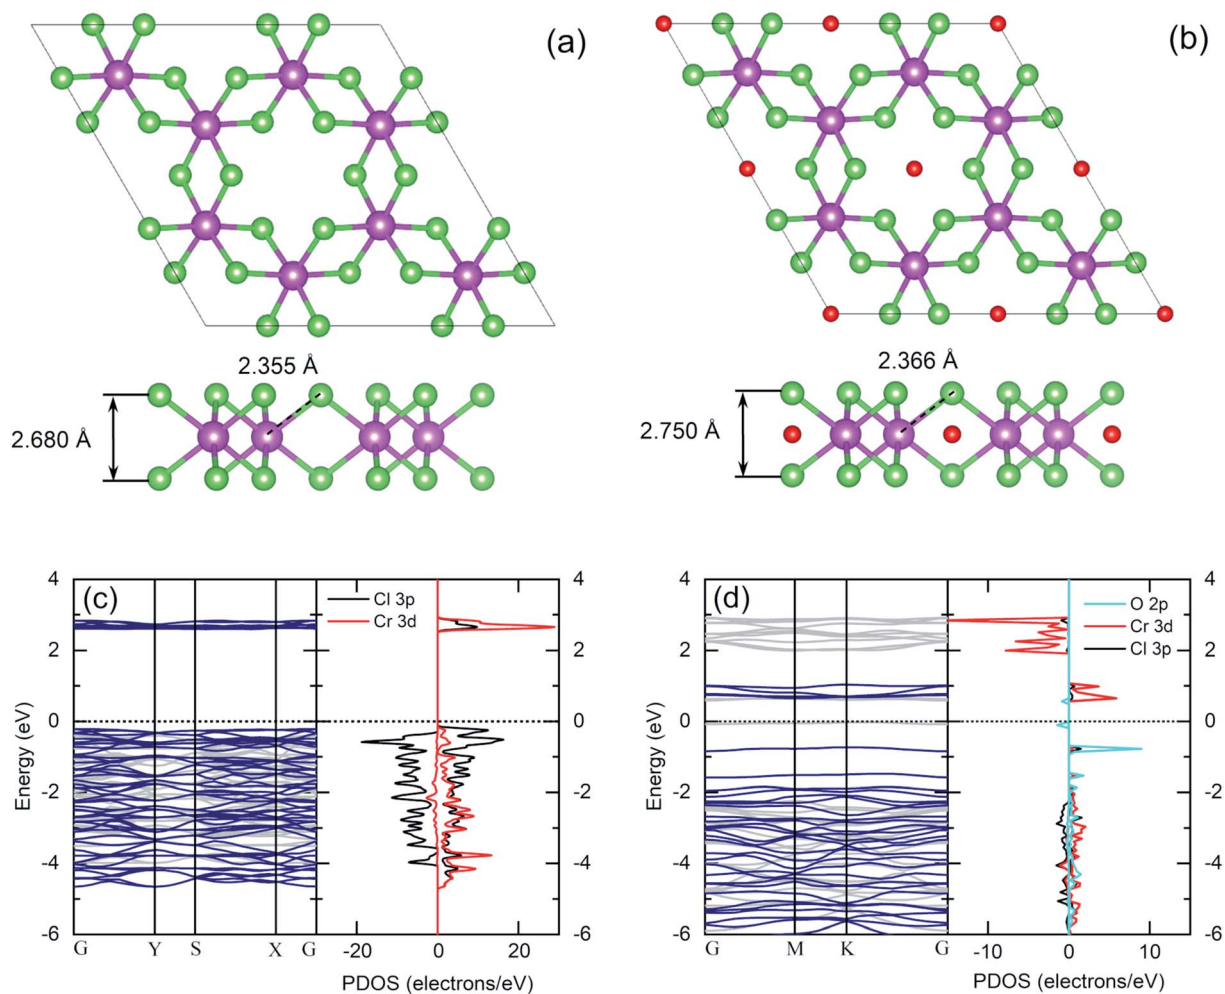 (a)
(b)
2.355 Å
2.680 Å
2.366 Å
2.750 Å
(c)
Cl 3p
Cr 3d
4
2
0
-2
-4
-6
Energy (eV)
G Y S X G
-20 0 20
PDOS (electrons/eV)
4
2
0
-2
-4
-6
(d)
O 2p
Cr 3d
Cl 3p
4
2
0
-2
-4
-6
Energy (eV)
G M K G
-10 0 10
PDOS (electrons/eV)
4
2
0
-2
-4
-6